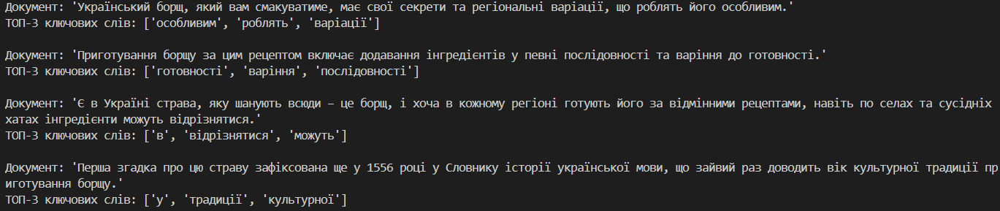 Документ: 'Український борщ, який вам смакуватиме, має свої секрети та регіональні варіації, що роблять його особливим.'
ТОП-3 ключових слів: ['особливим', 'роблять', 'варіації']
Документ: 'Приготування борщу за цим рецептом включає додавання інгредієнтів у певні послідовності та варіння до готовності.'
ТОП-3 ключових слів: ['готовності', 'варіння', 'послідовності']
Документ: 'Є в Україні страва, яку шанують всюди – це борщ, і хоча в кожному регіоні готують його за відмінними рецептами, навіть по селах та сусідніх
хатах інгредієнти можуть відрізнятися.'
ТОП-3 ключових слів: ['в', 'відрізнятися', 'можуть']
Документ: 'Перша згадка про цю страву зафіксована ще у 1556 році у Словнику історії української мови, що зайвий раз доводить вік культурної традиції пр
иготування борщу.'
ТОП-3 ключових слів: ['у', 'традиції', 'культурної']